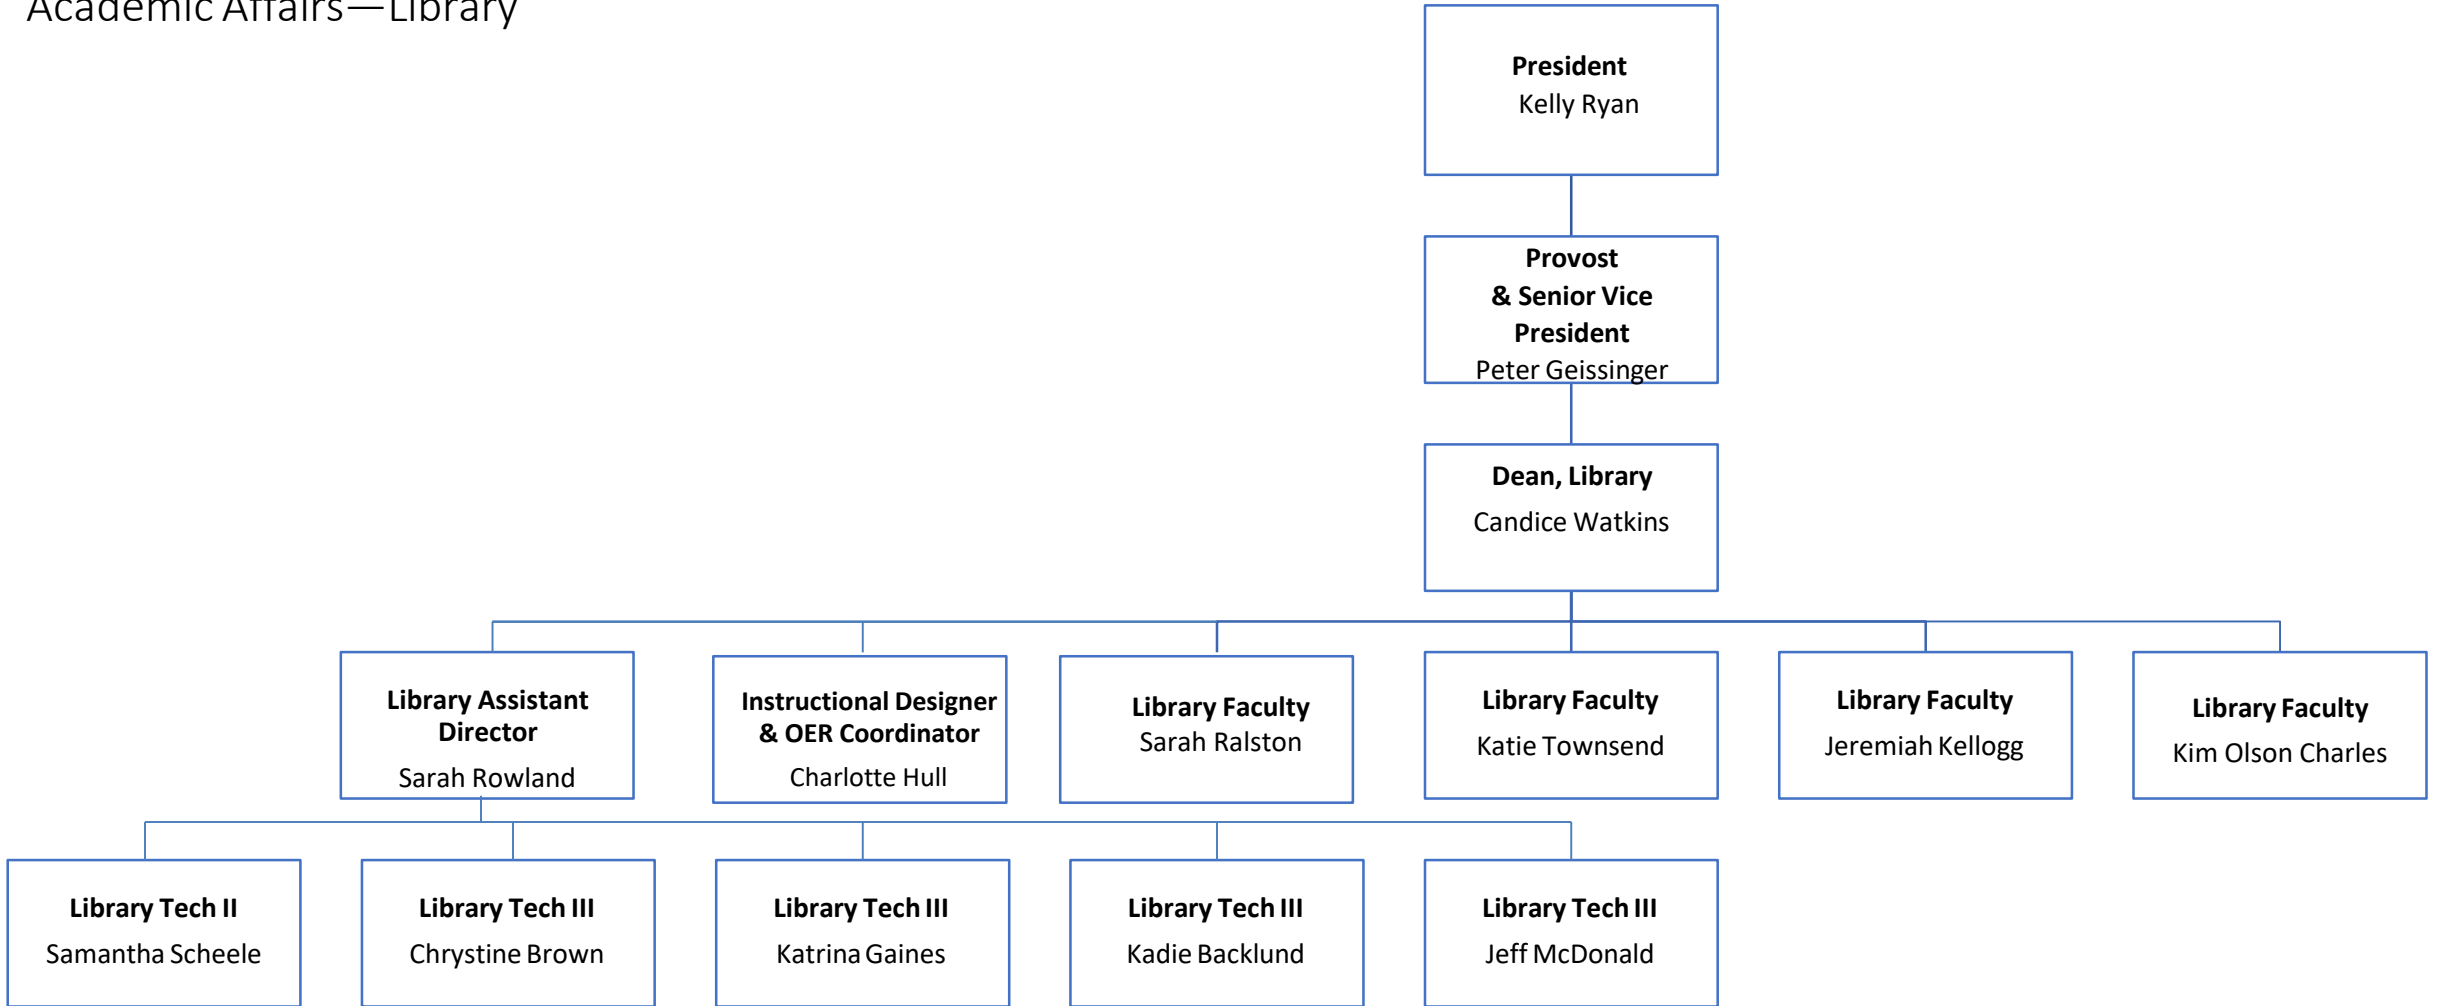 Academic Affairs—Library
President
Kelly Ryan
Provost
& Senior Vice
President
Peter Geissinger
Dean, Library
Candice Watkins
Library Assistant
Director
Sarah Rowland
Instructional Designer
& OER Coordinator
Charlotte Hull
Library Faculty
Sarah Ralston
Library Faculty
Katie Townsend
Library Faculty
Jeremiah Kellogg
Library Faculty
Kim Olson Charles
Library Tech II
Samantha Scheele
Library Tech III
Chrystine Brown
Library Tech III
Katrina Gaines
Library Tech III
Kadie Backlund
Library Tech III
Jeff McDonald